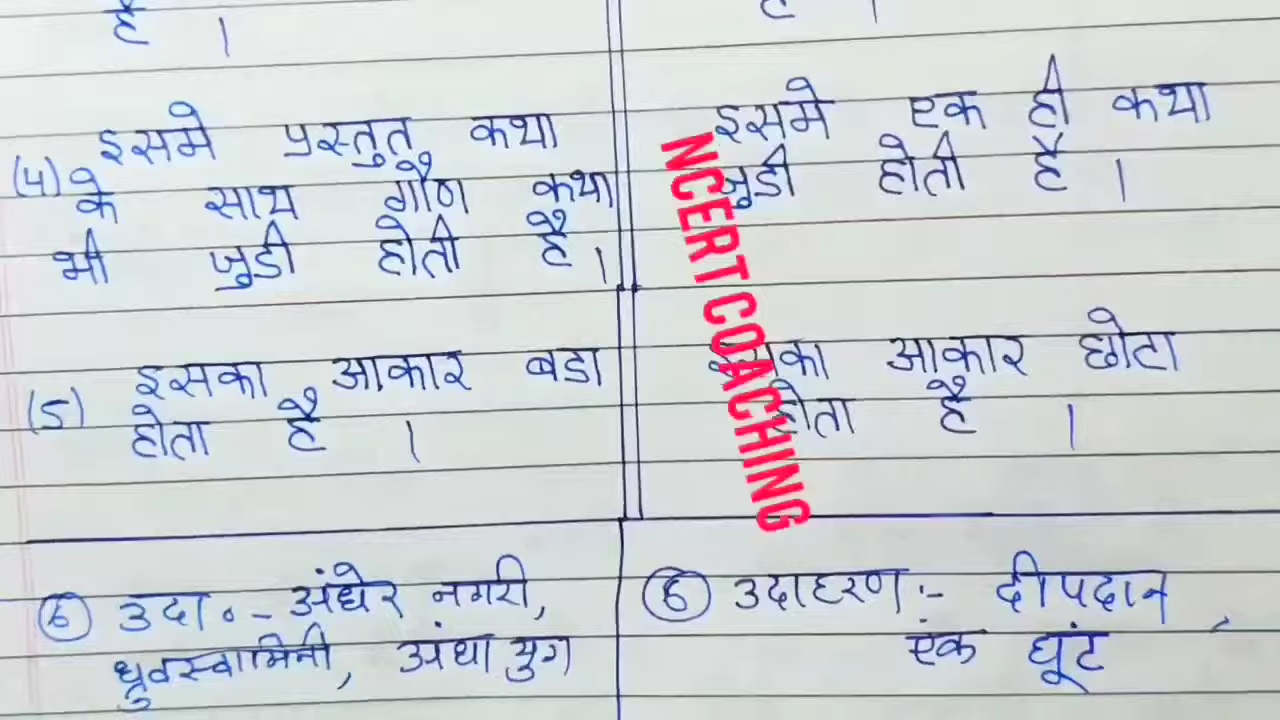 है ।
है ।
इसमे प्रस्तुत कथा
(4) के साथ गौण कथा
भी जुडी होती है ।
इसमे एक ही कथा
जुडी होती है ।
NCERT COACHING
(5) इसका आकार बडा
होता है ।
इसका आकार छोटा
होता है ।
6 उदा०- अंधेर नगरी,
ध्रुवस्वामिनी, अंधा युग
6 उदाहरण:- दीपदान,
एंक घूंट